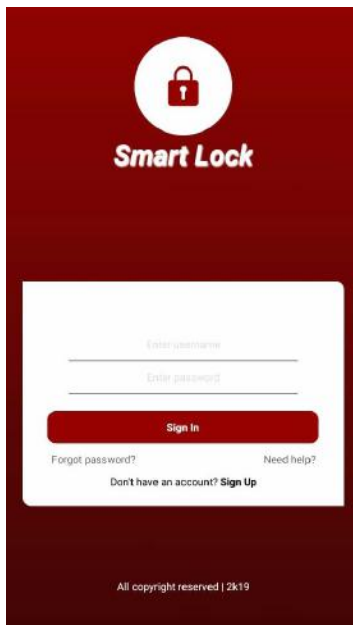 Smart Lock
Enter username
Enter password
Sign In
Forgot password? Need help?
Don't have an account? Sign Up
All copyright reserved | 2k19